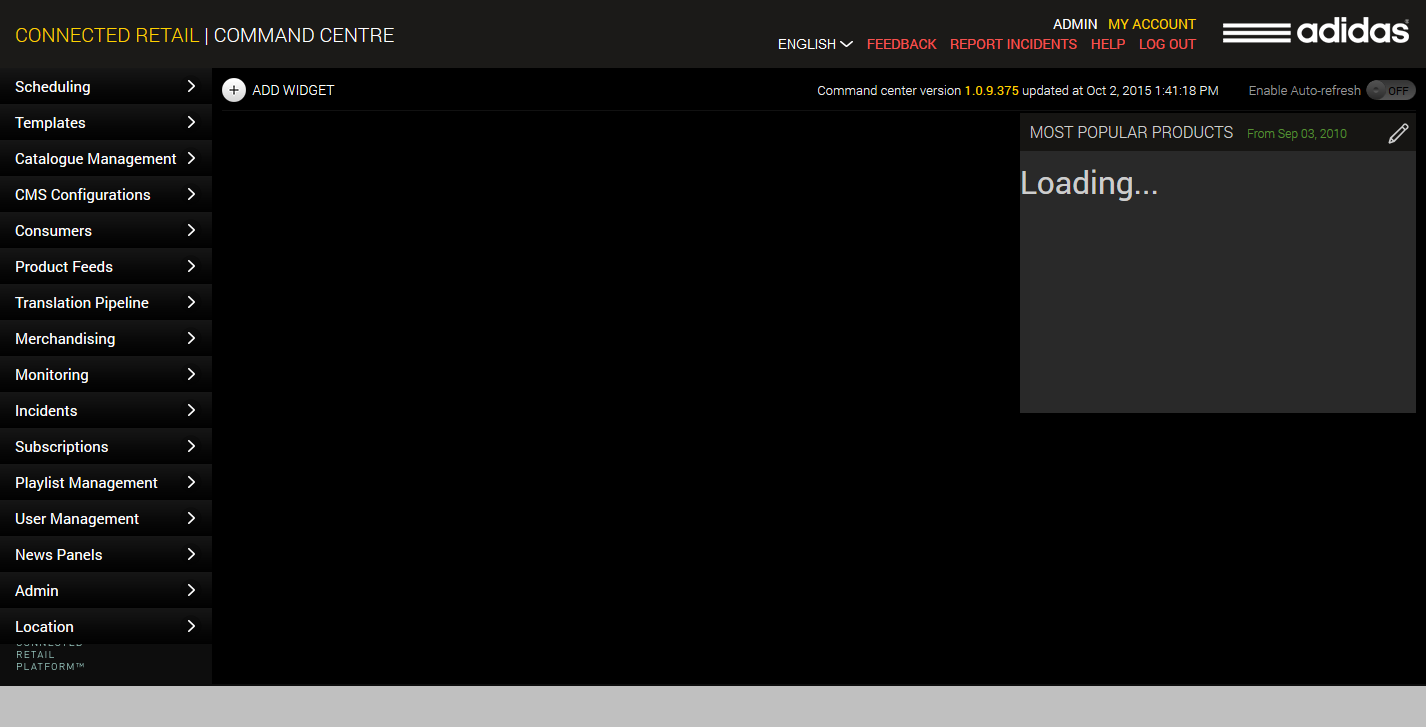 CONNECTED RETAIL | COMMAND CENTRE
ADMIN MY ACCOUNT
ENGLISH FEEDBACK REPORT INCIDENTS HELP LOG OUT
adidas
ADD WIDGET
Command center version 1.0.9.375 updated at Oct 2, 2015 1:41:18 PM
Enable Auto-refresh OFF
Scheduling
Templates
Catalogue Management
CMS Configurations
Consumers
Product Feeds
Translation Pipeline
Merchandising
Monitoring
Incidents
Subscriptions
Playlist Management
User Management
News Panels
Admin
Location
CONNECTED
RETAIL
PLATFORM™
MOST POPULAR PRODUCTS From Sep 03, 2010
Loading...